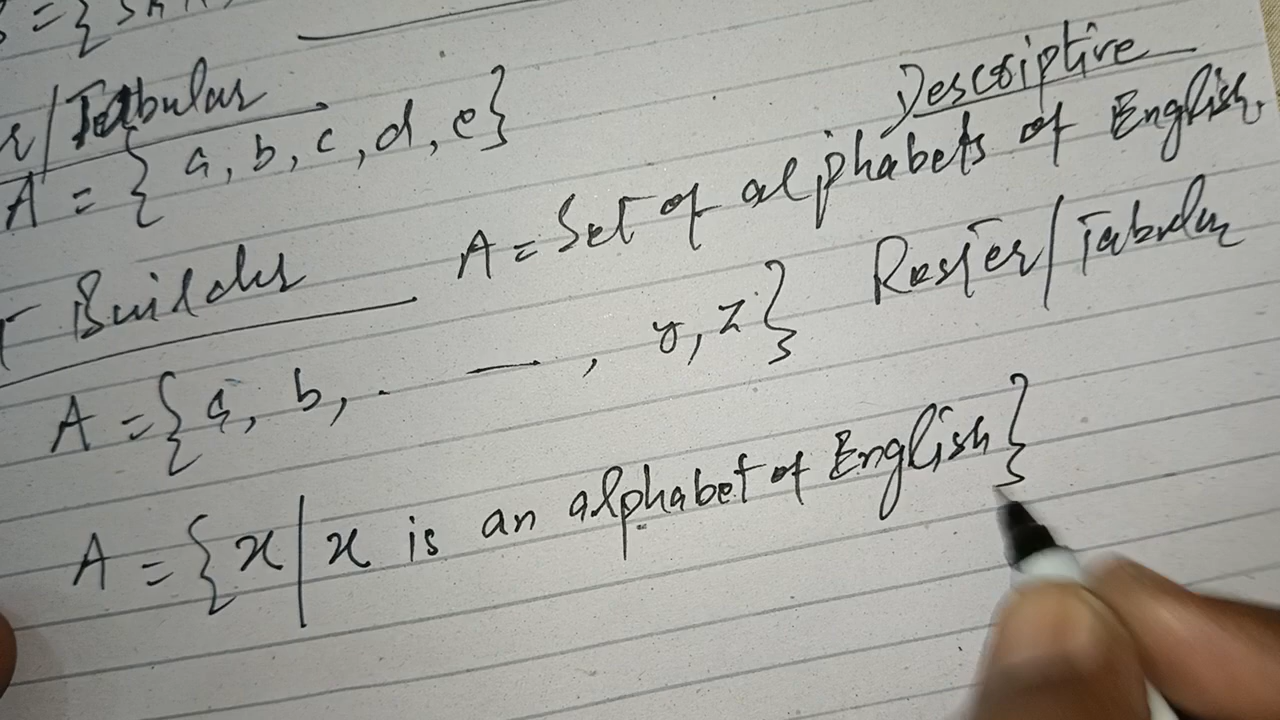 Tabular
A = { a, b, c, d, e}
Descriptive
A = Set of alphabets of English.
Builder
Roster/Tabular
A = {a, b, . — , y, z}
A = {x | x is an alphabet of English}